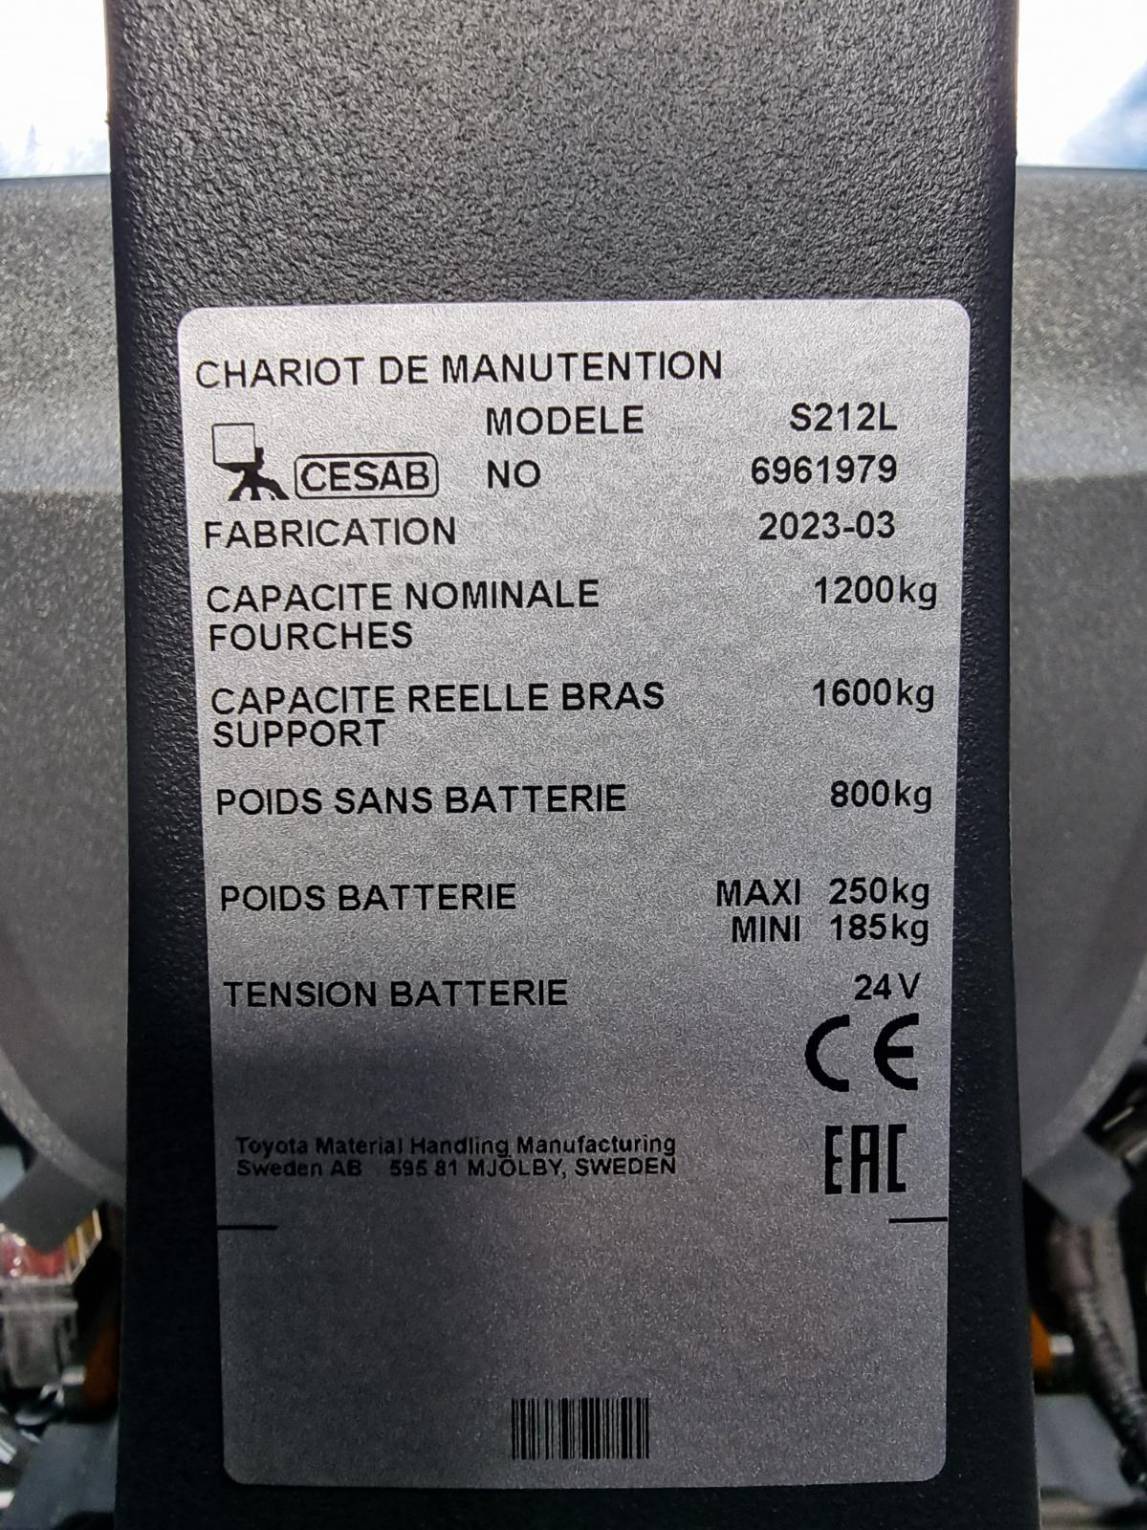 CHARIOT DE MANUTENTION
MODELE S212L
CESAB NO 6961979
FABRICATION 2023-03
CAPACITE NOMINALE 1200kg
FOURCHES
CAPACITE REELLE BRAS 1600kg
SUPPORT
POIDS SANS BATTERIE 800kg
POIDS BATTERIE MAXI 250kg
MINI 185kg
TENSION BATTERIE 24V
CE
Toyota Material Handling Manufacturing
Sweden AB 595 81 MJÖLBY, SWEDEN
EAC